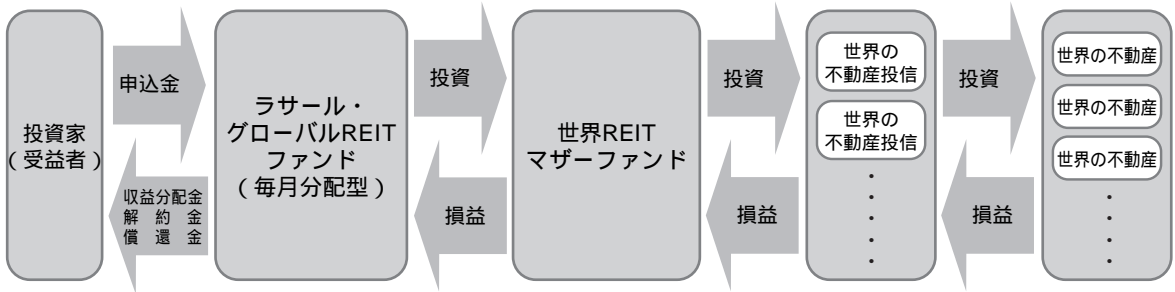 投資家
（受益者）
申込金
収益分配金
解約金
償還金
ラサール・
グローバルREIT
ファンド
（毎月分配型）
投資
損益
世界REIT
マザーファンド
投資
損益
世界の
不動産投信
世界の
不動産投信
・
・
・
・
・
投資
損益
世界の不動産
世界の不動産
世界の不動産
・
・
・
・